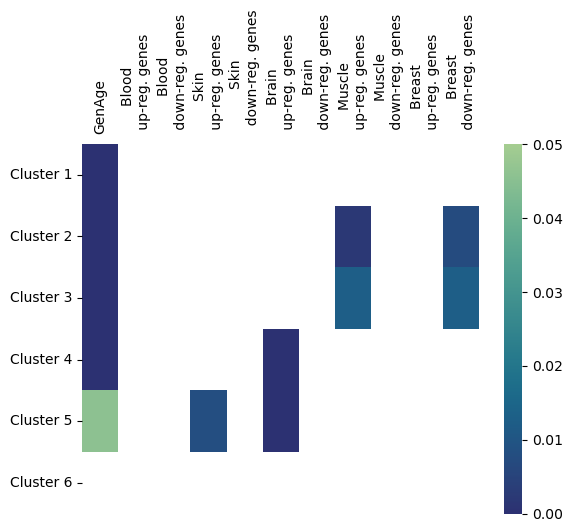 GenAge
Blood
up-reg. genes
Blood
down-reg. genes
Skin
up-reg. genes
Skin
down-reg. genes
Brain
up-reg. genes
Brain
down-reg. genes
Muscle
up-reg. genes
Muscle
down-reg. genes
Breast
up-reg. genes
Breast
down-reg. genes
Cluster 1
Cluster 2
Cluster 3
Cluster 4
Cluster 5
Cluster 6
0.05
0.04
0.03
0.02
0.01
0.00